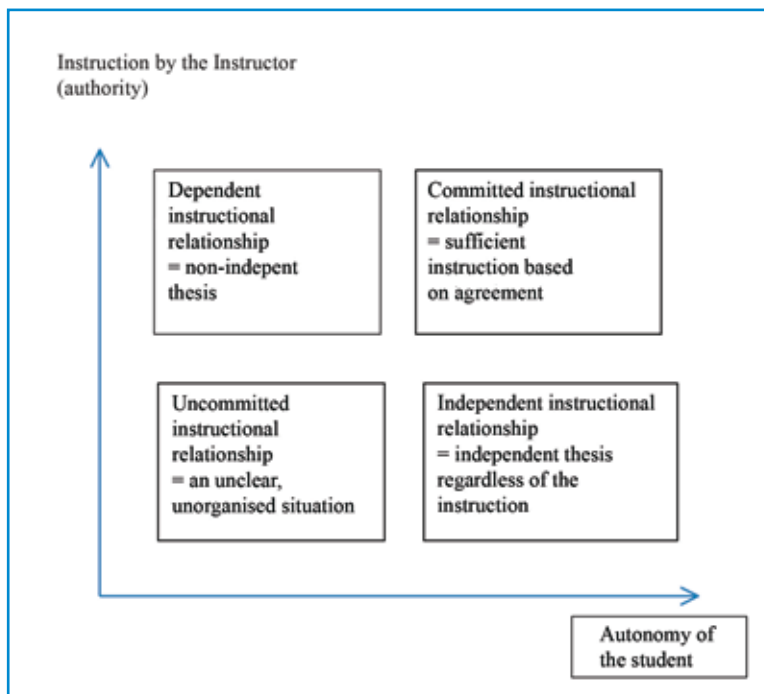 Instruction by the Instructor
(authority)
Dependent
instructional
relationship
= non-indepent
thesis
Committed instructional
relationship
= sufficient
instruction based
on agreement
Uncommitted
instructional
relationship
= an unclear,
unorganised situation
Independent instructional
relationship
= independent thesis
regardless of the
instruction
Autonomy of
the student